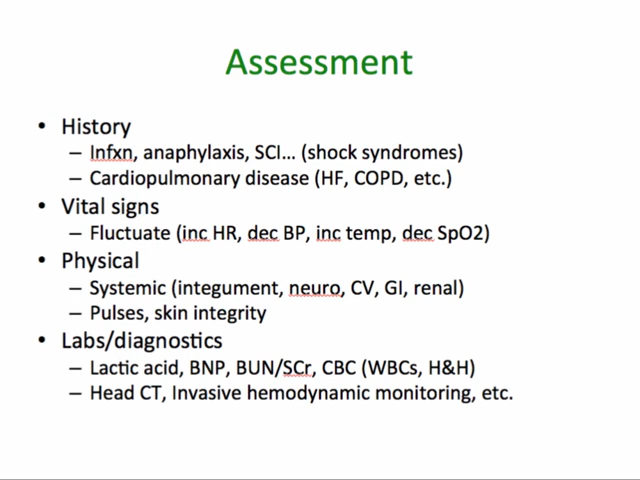 Assessment
• History
– Infxn, anaphylaxis, SCI... (shock syndromes)
– Cardiopulmonary disease (HF, COPD, etc.)
• Vital signs
– Fluctuate (inc HR, dec BP, inc temp, dec SpO2)
• Physical
– Systemic (integument, neuro, CV, GI, renal)
– Pulses, skin integrity
• Labs/diagnostics
– Lactic acid, BNP, BUN/SCr, CBC (WBCs, H&H)
– Head CT, Invasive hemodynamic monitoring, etc.